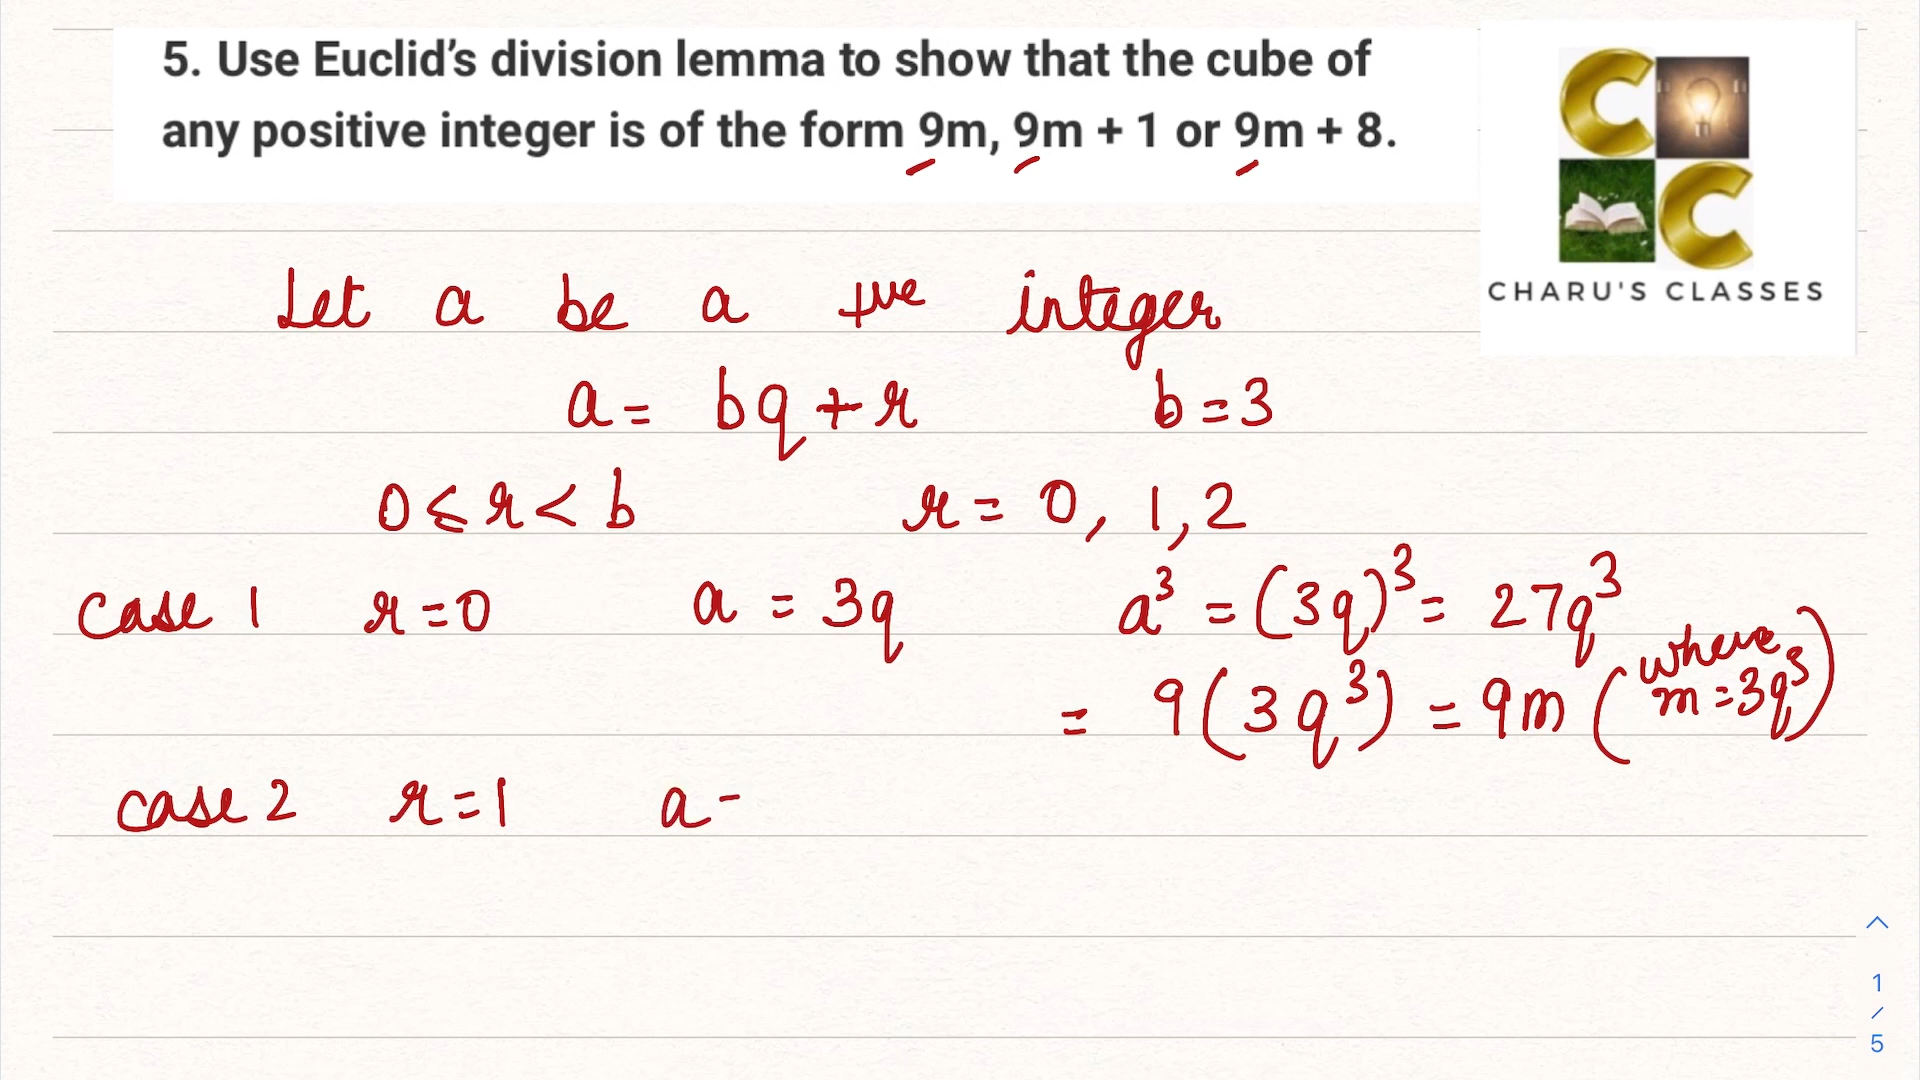 5. Use Euclid’s division lemma to show that the cube of
any positive integer is of the form 9m, 9m + 1 or 9m + 8.
CHARU'S CLASSES
Let a be a +ve integer
a = bq + r b = 3
0 ≤ r < b r = 0, 1, 2
case 1 r = 0 a = 3q a³ = (3q)³ = 27q³
= 9(3q³) = 9m (where m = 3q³)
case 2 r = 1 a -
1
/
5